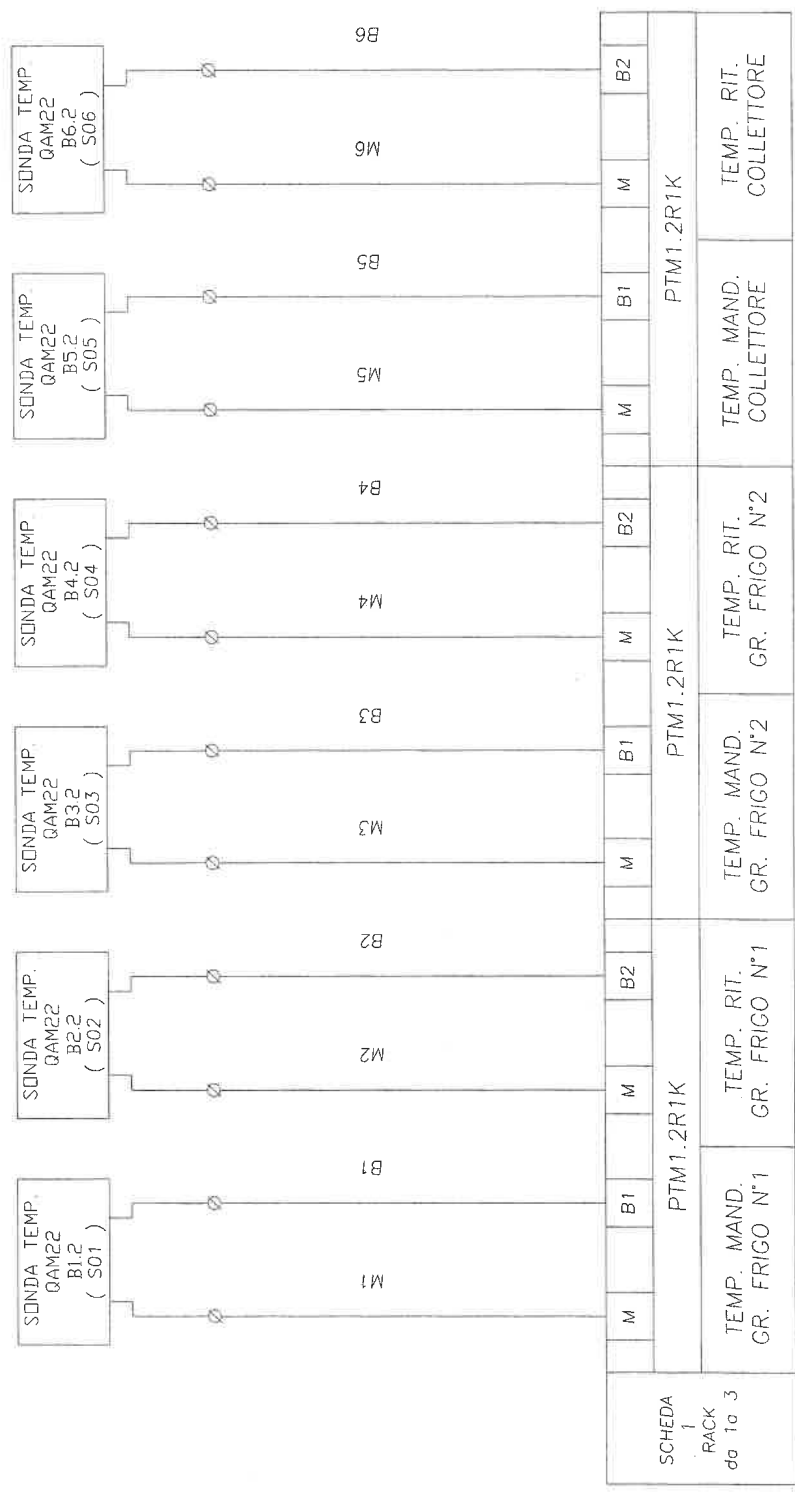 SONDA TEMP.
QAM22
B1.2
( S01 )
SONDA TEMP.
QAM22
B2.2
( S02 )
SONDA TEMP.
QAM22
B3.2
( S03 )
SONDA TEMP.
QAM22
B4.2
( S04 )
SONDA TEMP.
QAM22
B5.2
( S05 )
SONDA TEMP.
QAM22
B6.2
( S06 )
M1
B1
M2
B2
M3
B3
M4
B4
M5
B5
M6
B6
SCHEDA
1
RACK
da 1a 3
M
B1
M
B2
M
B1
M
B2
M
B1
M
B2
PTM1.2R1K
PTM1.2R1K
PTM1.2R1K
TEMP. MAND.
GR. FRIGO N°1
TEMP. RIT.
GR. FRIGO N°1
TEMP. MAND.
GR. FRIGO N°2
TEMP. RIT.
GR. FRIGO N°2
TEMP. MAND.
COLLETTORE
TEMP. RIT.
COLLETTORE